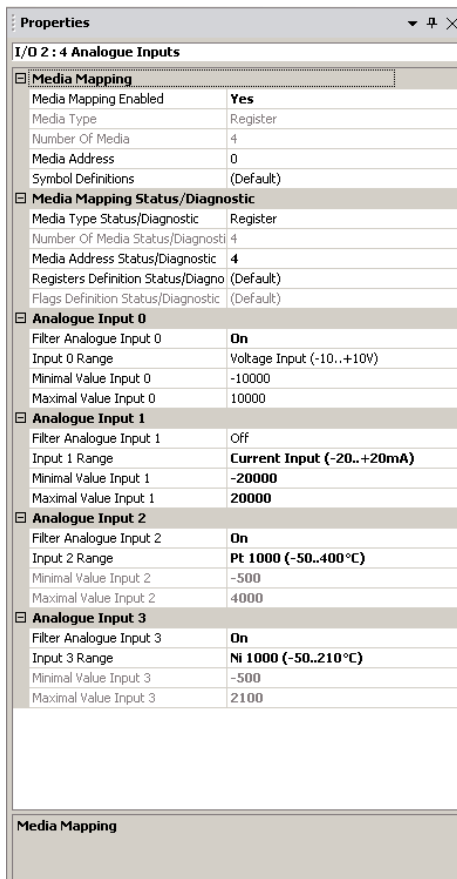 Properties
I/O 2 : 4 Analogue Inputs
Media Mapping
Media Mapping Enabled Yes
Media Type Register
Number Of Media 4
Media Address 0
Symbol Definitions (Default)
Media Mapping Status/Diagnostic
Media Type Status/Diagnostic Register
Number Of Media Status/Diagnosti 4
Media Address Status/Diagnostic 4
Registers Definition Status/Diagno (Default)
Flags Definition Status/Diagnostic (Default)
Analogue Input 0
Filter Analogue Input 0 On
Input 0 Range Voltage Input (-10..+10V)
Minimal Value Input 0 -10000
Maximal Value Input 0 10000
Analogue Input 1
Filter Analogue Input 1 Off
Input 1 Range Current Input (-20..+20mA)
Minimal Value Input 1 -20000
Maximal Value Input 1 20000
Analogue Input 2
Filter Analogue Input 2 On
Input 2 Range Pt 1000 (-50..400°C)
Minimal Value Input 2 -500
Maximal Value Input 2 4000
Analogue Input 3
Filter Analogue Input 3 On
Input 3 Range Ni 1000 (-50..210°C)
Minimal Value Input 3 -500
Maximal Value Input 3 2100
Media Mapping